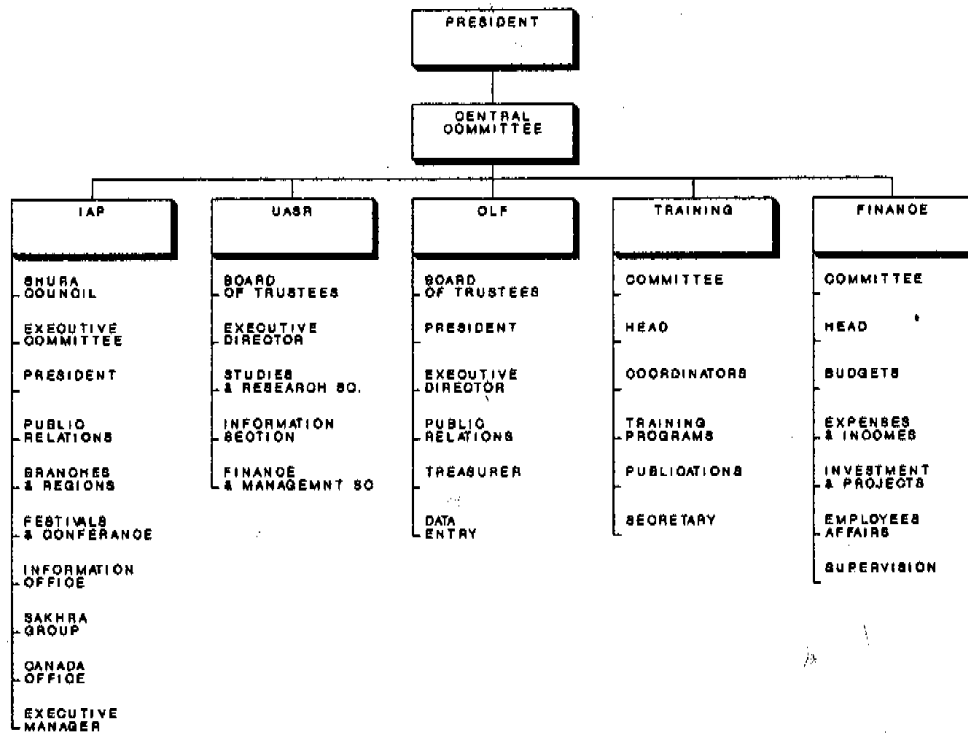 PRESIDENT
CENTRAL
COMMITTEE
IAP
SHURA
COUNCIL
EXECUTIVE
COMMITTEE
PRESIDENT
PUBLIC
RELATIONS
BRANCHES
& REGIONS
FESTIVALS
& CONFERANCE
INFORMATION
OFFICE
SAKHRA
GROUP
CANADA
OFFICE
EXECUTIVE
MANAGER
UASR
BOARD
OF TRUSTEES
EXECUTIVE
DIRECTOR
STUDIES
& RESEARCH SC.
INFORMATION
SECTION
FINANCE
& MANAGEMNT SC
OLF
BOARD
OF TRUSTEES
PRESIDENT
EXECUTIVE
DIRECTOR
PUBLIC
RELATIONS
TREASURER
DATA
ENTRY
TRAINING
COMMITTEE
HEAD
COORDINATORS
TRAINING
PROGRAMS
PUBLICATIONS
SECRETARY
FINANCE
COMMITTEE
HEAD
BUDGETS
EXPENSES
& INCOMES
INVESTMENT
& PROJECTS
EMPLOYEES
AFFAIRS
SUPERVISION